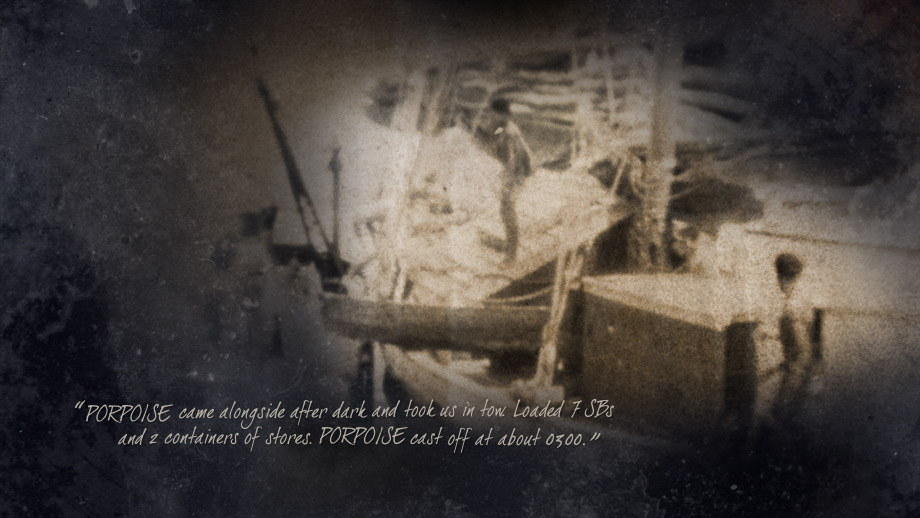 “PORPOISE came alongside after dark and took us in tow. Loaded 7 SBs
and 2 containers of stores. PORPOISE cast off at about 0300.”